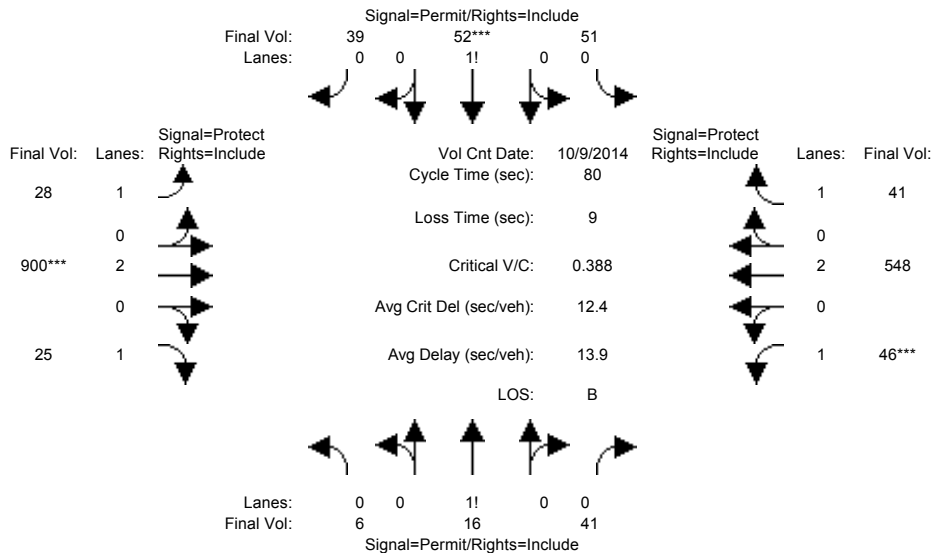 Signal=Permit/Rights=Include
Final Vol: 39 52*** 51
Lanes: 0 0 1! 0 0
Signal=Protect Signal=Protect
Final Vol: Lanes: Rights=Include Vol Cnt Date: 10/9/2014 Rights=Include Lanes: Final Vol:
Cycle Time (sec): 80
28 1 1 41
Loss Time (sec): 9
0 0
900*** 2 Critical V/C: 0.388 2 548
0 Avg Crit Del (sec/veh): 12.4 0
25 1 Avg Delay (sec/veh): 13.9 1 46***
LOS: B
Lanes: 0 0 1! 0 0
Final Vol: 6 16 41
Signal=Permit/Rights=Include